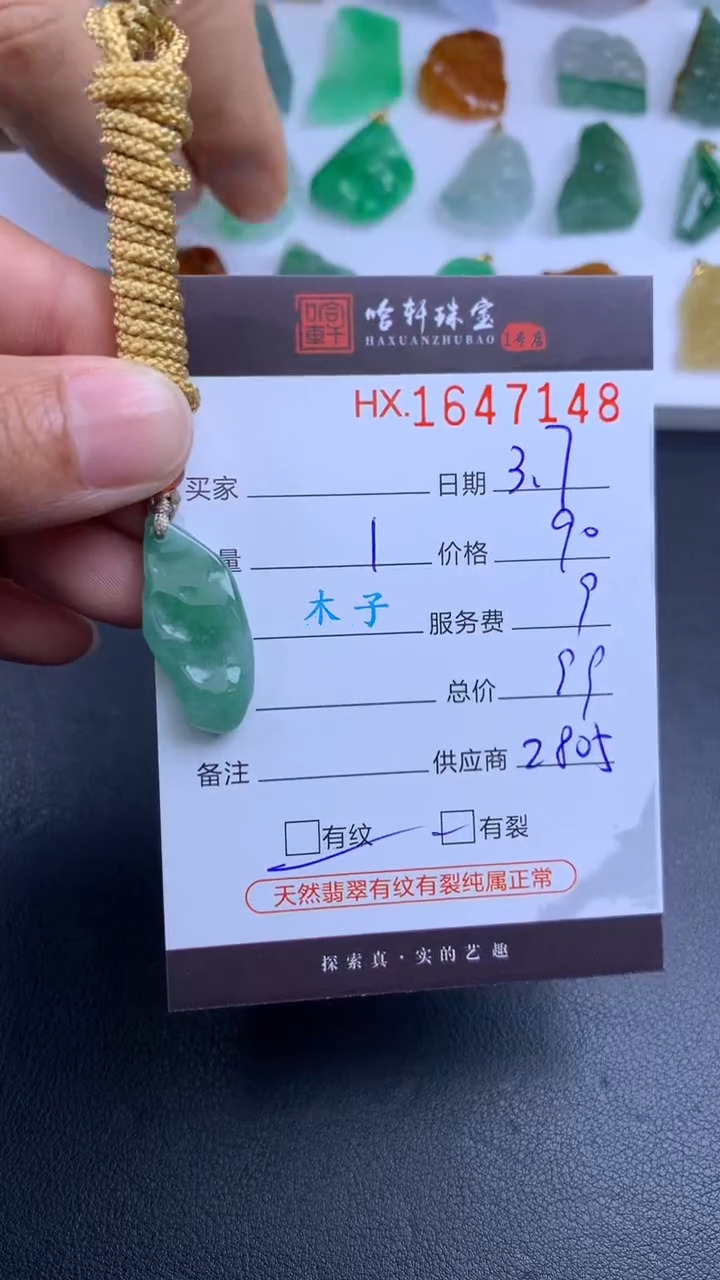 哈轩珠宝
HAXUANZHUBAO 1号店
HX.1647148
买家 日期 3.7
量 1 价格 90
木子 服务费 9
总价 99
备注 供应商 2805
有纹 有裂
天然翡翠有纹有裂纯属正常
探索真·实的艺趣